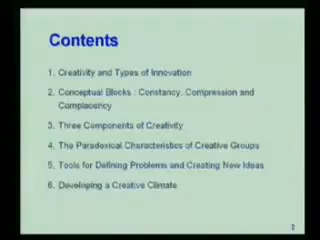 Contents
1. Creativity and Types of Innovation
2. Conceptual Blocks : Constancy, Compression and
Complacency
3. Three Components of Creativity
4. The Paradoxical Characteristics of Creative Groups
5. Tools for Defining Problems and Creating New Ideas
6. Developing a Creative Climate
2